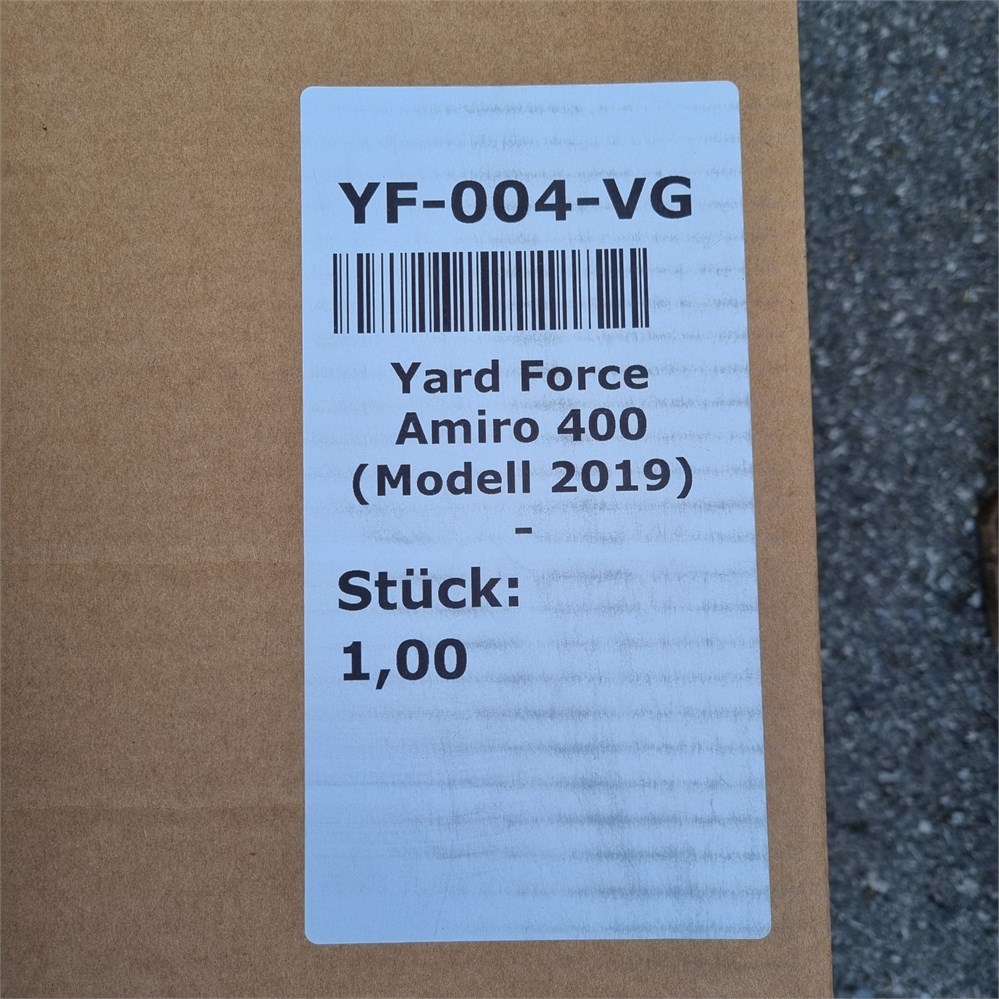 YF-004-VG
Yard Force
Amiro 400
(Modell 2019)
-
Stück:
1,00